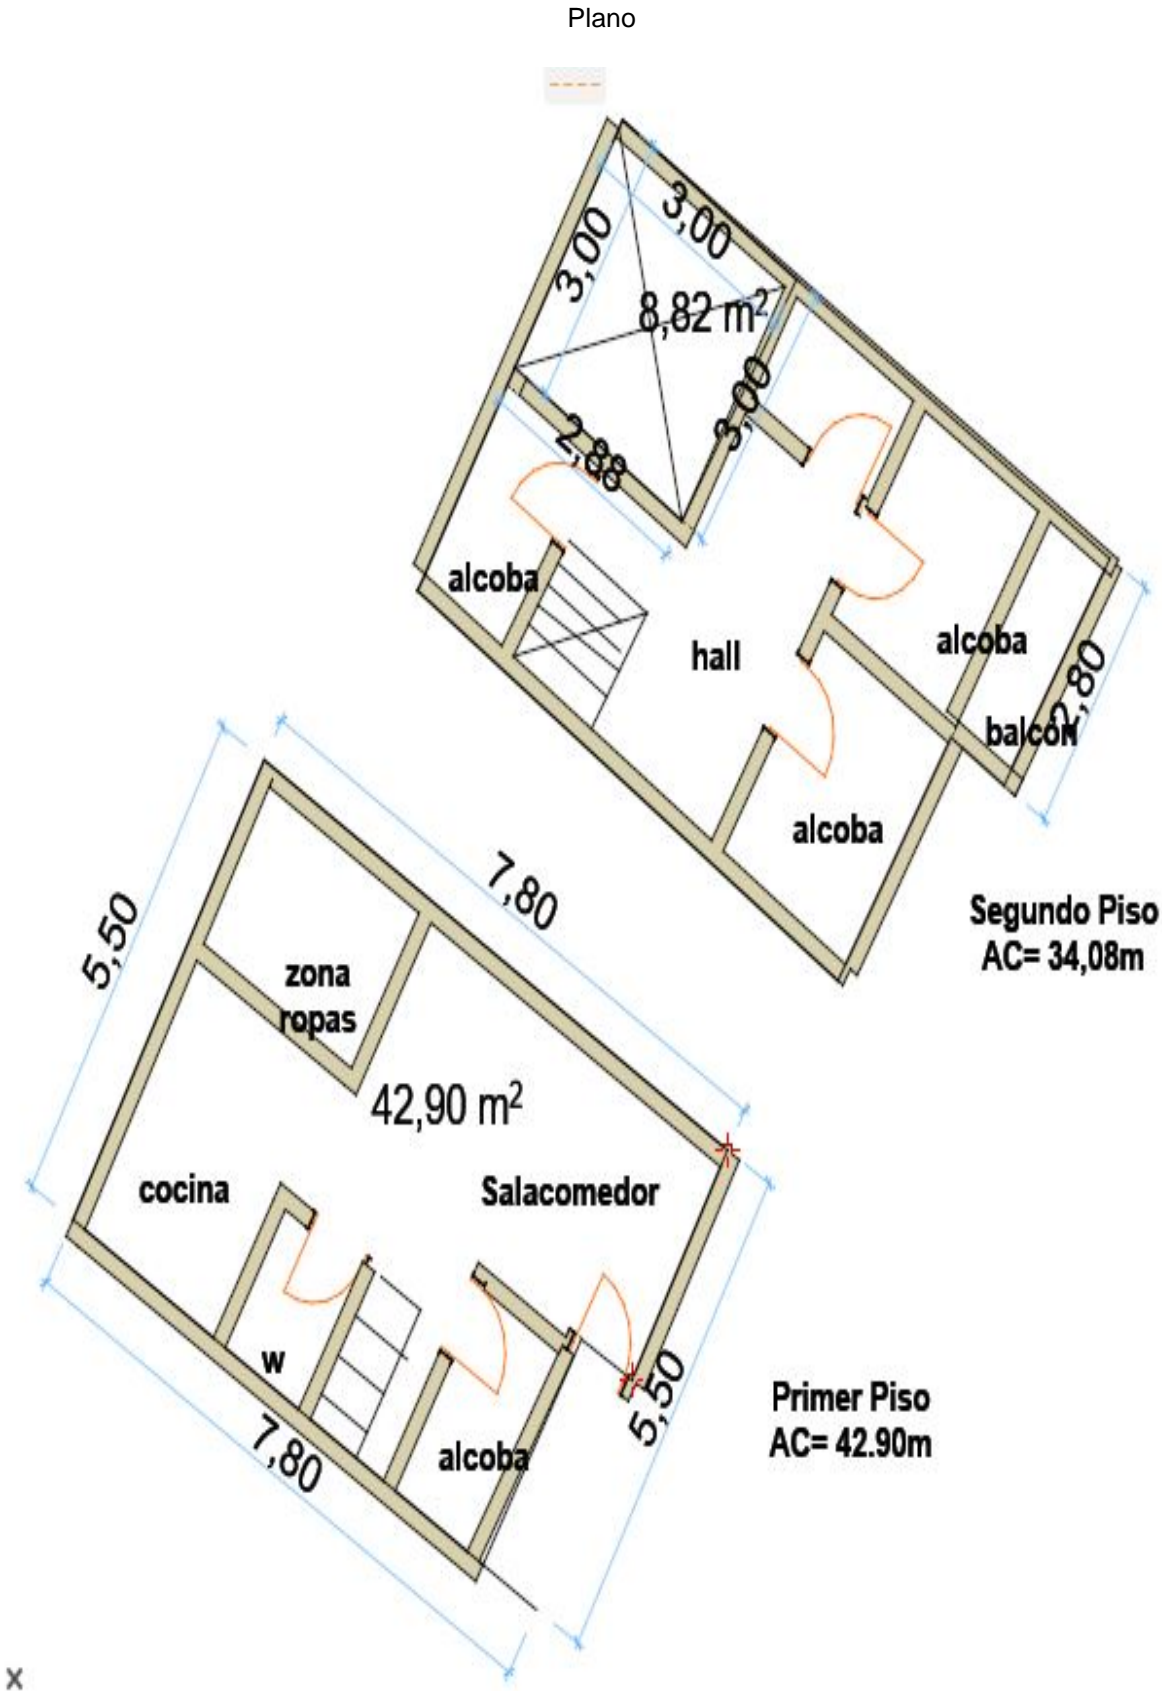 Plano
3,00
3,00
8,82 m²
3,00
2,88
alcoba
hall
alcoba
2,80
balcón
alcoba
Segundo Piso
AC= 34,08m
7,80
5,50
zona
ropas
42,90 m²
cocina
Salacomedor
w
5,50
Primer Piso
AC= 42.90m
7,80
alcoba
x